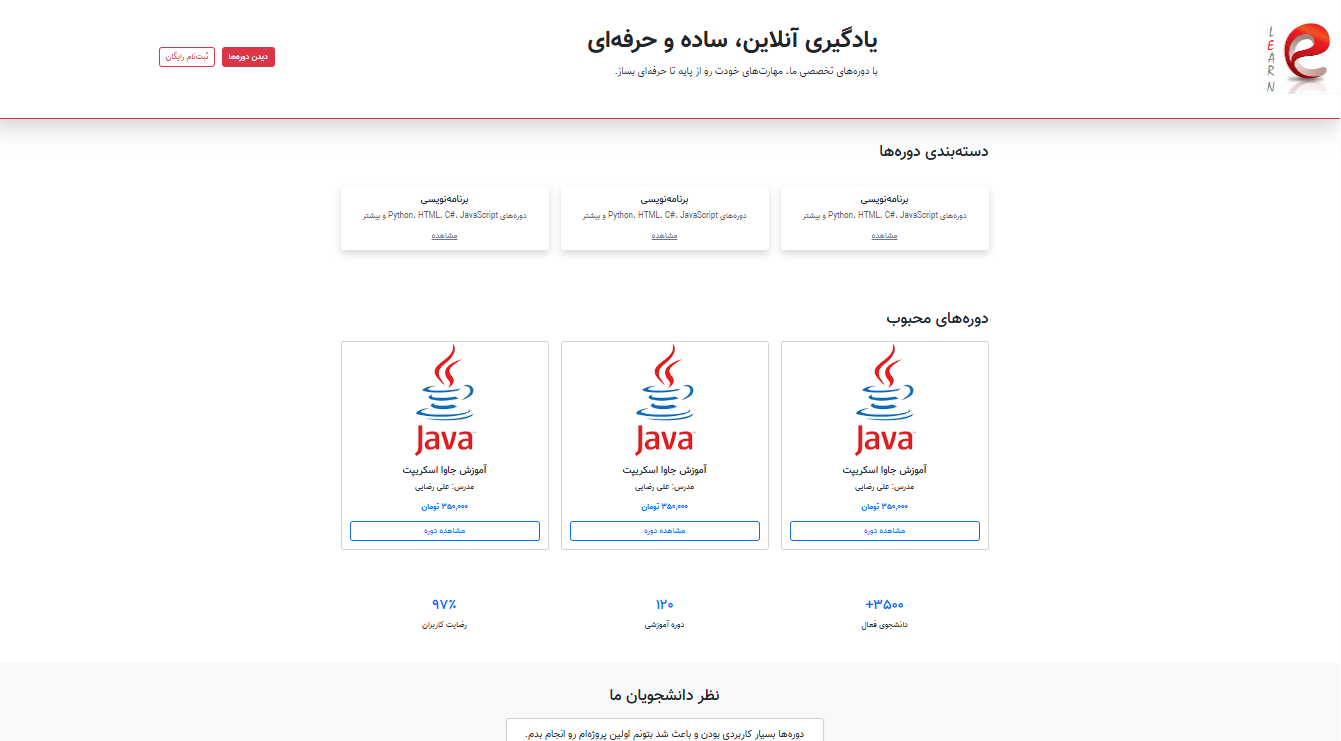 LEARN
یادگیری آنلاین، ساده و حرفه‌ای
با دوره‌های تخصصی ما، مهارت‌های خودت رو از پایه تا حرفه‌ای بساز.
دیدن دوره‌ها
ثبت‌نام رایگان
دسته‌بندی دوره‌ها
برنامه‌نویسی
دوره‌های Python، HTML، C#، JavaScript و بیشتر
مشاهده
برنامه‌نویسی
دوره‌های Python، HTML، C#، JavaScript و بیشتر
مشاهده
برنامه‌نویسی
دوره‌های Python، HTML، C#، JavaScript و بیشتر
مشاهده
دوره‌های محبوب
Java
آموزش جاوا اسکریپت
مدرس: علی رضایی
۳۵۰,۰۰۰ تومان
مشاهده دوره
Java
آموزش جاوا اسکریپت
مدرس: علی رضایی
۳۵۰,۰۰۰ تومان
مشاهده دوره
Java
آموزش جاوا اسکریپت
مدرس: علی رضایی
۳۵۰,۰۰۰ تومان
مشاهده دوره
+۳۵۰۰
دانشجوی فعال
۱۲۰
دوره آموزشی
۹۷٪
رضایت کاربران
نظر دانشجویان ما
دوره‌ها بسیار کاربردی بودن و باعث شد بتونم اولین پروژه‌ام رو انجام بدم.